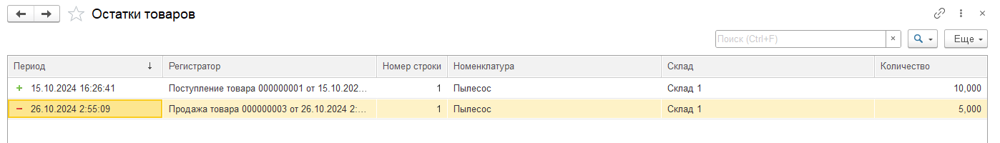 Остатки товаров
Поиск (Ctrl+F)
Еще
Период Регистратор Номер строки Номенклатура Склад Количество
15.10.2024 16:26:41 Поступление товара 000000001 от 15.10.202... 1 Пылесос Склад 1 10,000
26.10.2024 2:55:09 Продажа товара 000000003 от 26.10.2024 2:... 1 Пылесос Склад 1 5,000